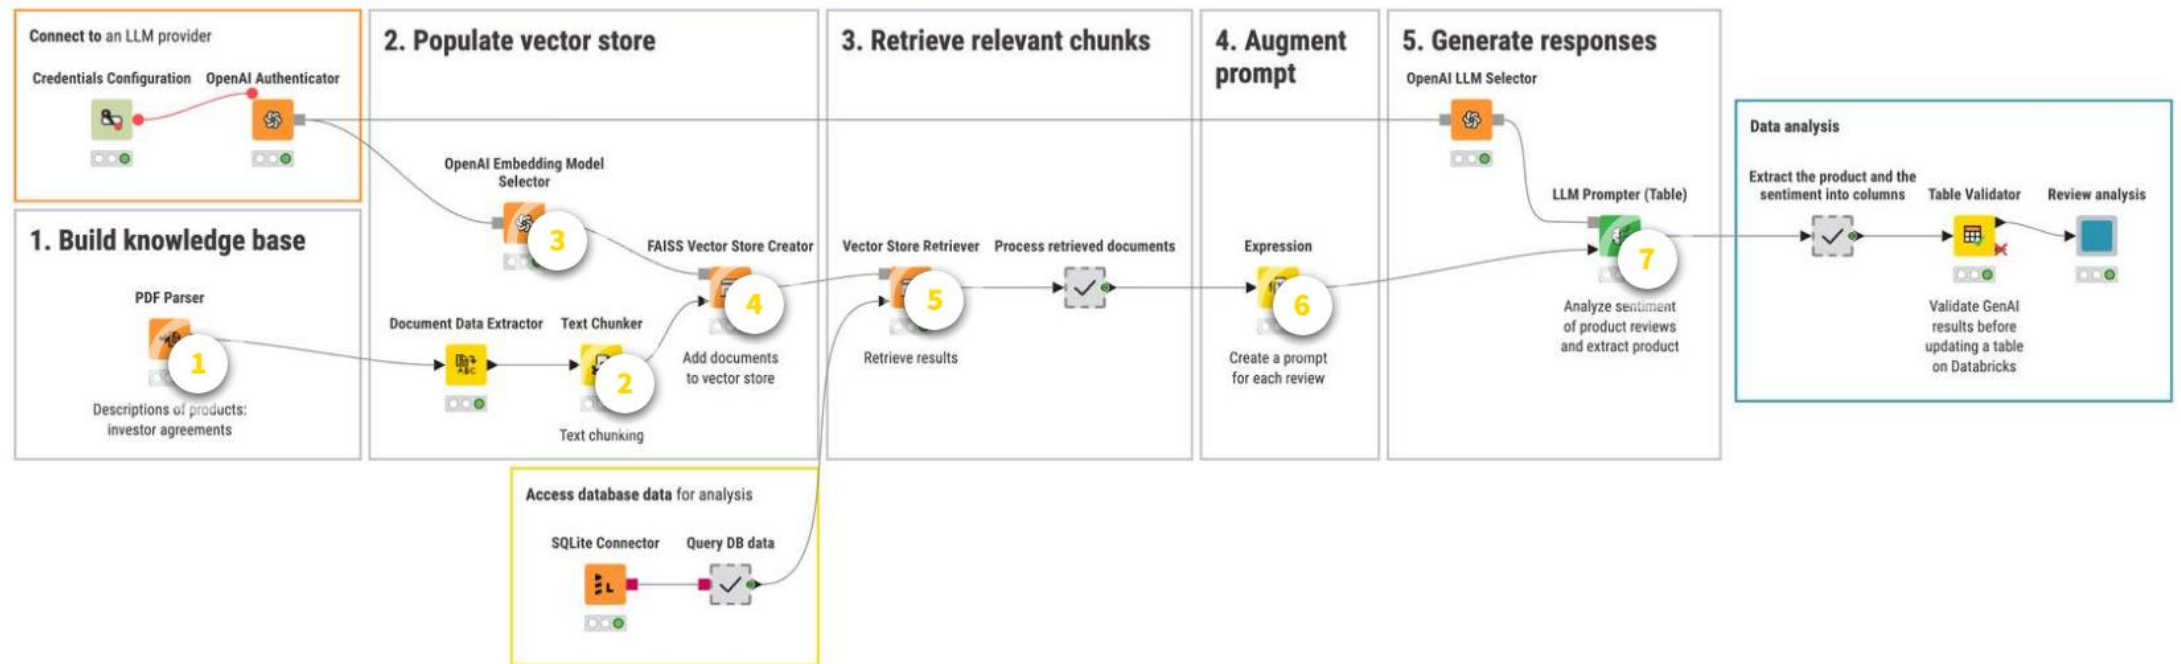 Connect to an LLM provider
Credentials Configuration
OpenAI Authenticator
1. Build knowledge base
PDF Parser
1
Descriptions of products:
investor agreements
2. Populate vector store
OpenAI Embedding Model
Selector
3
FAISS Vector Store Creator
4
Add documents
to vector store
Document Data Extractor
Text Chunker
2
Text chunking
Access database data for analysis
SQLite Connector
Query DB data
3. Retrieve relevant chunks
Vector Store Retriever
5
Retrieve results
Process retrieved documents
4. Augment
prompt
Expression
6
Create a prompt
for each review
5. Generate responses
OpenAI LLM Selector
LLM Prompter (Table)
7
Analyze sentiment
of product reviews
and extract product
Data analysis
Extract the product and the
sentiment into columns
Table Validator
Validate GenAI
results before
updating a table
on Databricks
Review analysis